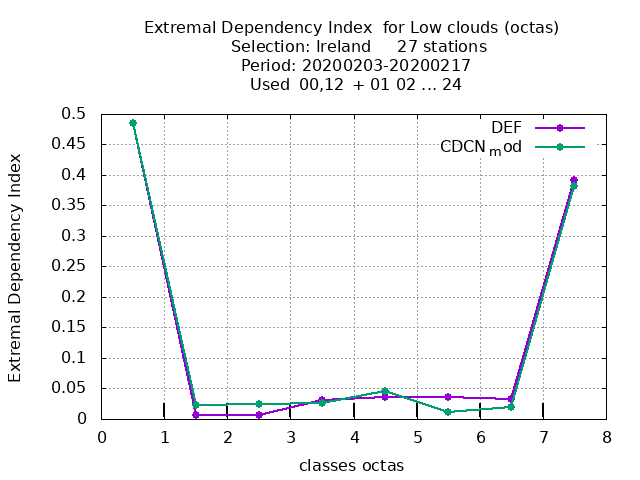 Extremal Dependency Index  for Low clouds (octas)
Selection: Ireland     27 stations
Period: 20200203-20200217
Used  00,12  + 01 02 ... 24
DEF
CDCNmod
Extremal Dependency Index
0.5
0.45
0.4
0.35
0.3
0.25
0.2
0.15
0.1
0.05
0
0 1 2 3 4 5 6 7 8
classes octas